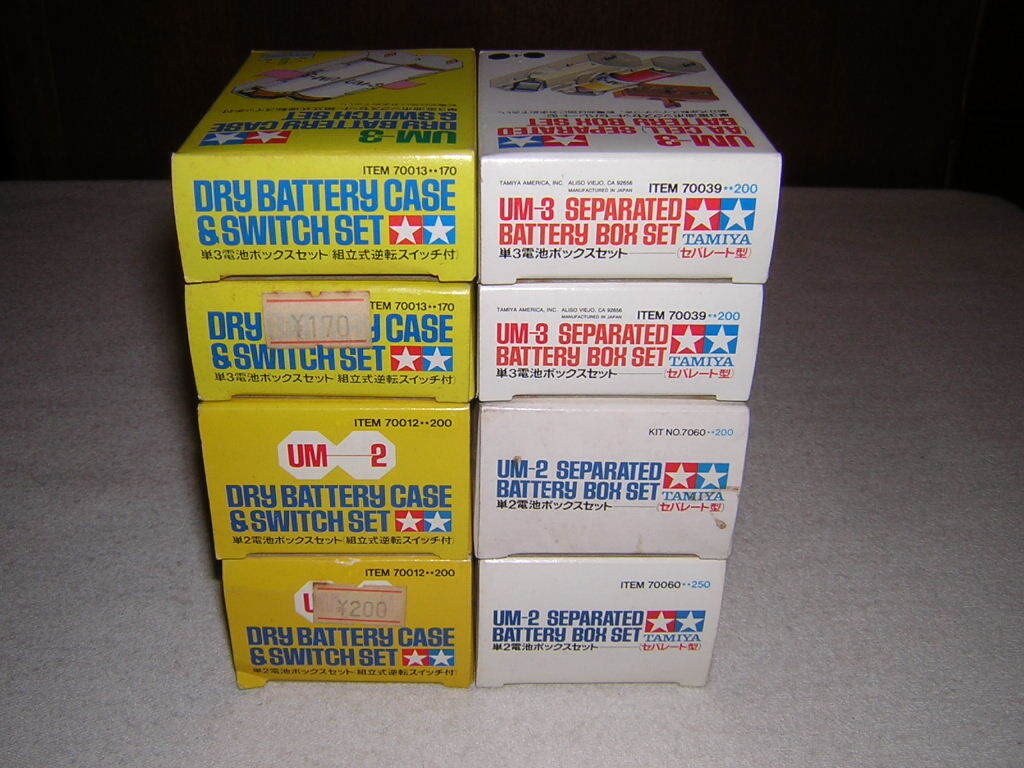 UM-3
DRY BATTERY CASE
& SWITCH SET
ITEM 70013••170
DRY BATTERY CASE
& SWITCH SET
単3電池ボックスセット 組立式逆転スイッチ付
ITEM 70013••170
¥170
DRY CASE
& SWITCH SET
単3電池ボックスセット 組立式逆転スイッチ付
ITEM 70012••200
UM 2
DRY BATTERY CASE
& SWITCH SET
単2電池ボックスセット 組立式逆転スイッチ付
ITEM 70012••200
¥200
DRY BATTERY CASE
& SWITCH SET
単2電池ボックスセット 組立式逆転スイッチ付
UM-3
(AA CELL) SEPARATED
BATTERY BOX SET
TAMIYA AMERICA, INC. ALISO VIEJO, CA 92656
MANUFACTURED IN JAPAN
ITEM 70039••200
UM-3 SEPARATED
BATTERY BOX SET
TAMIYA
単3電池ボックスセット (セパレート型)
TAMIYA AMERICA, INC. ALISO VIEJO, CA 92656
MANUFACTURED IN JAPAN
ITEM 70039••200
UM-3 SEPARATED
BATTERY BOX SET
TAMIYA
単3電池ボックスセット (セパレート型)
KIT NO.7060••200
UM-2 SEPARATED
BATTERY BOX SET
TAMIYA
単2電池ボックスセット (セパレート型)
ITEM 70060••250
UM-2 SEPARATED
BATTERY BOX SET
TAMIYA
単2電池ボックスセット (セパレート型)